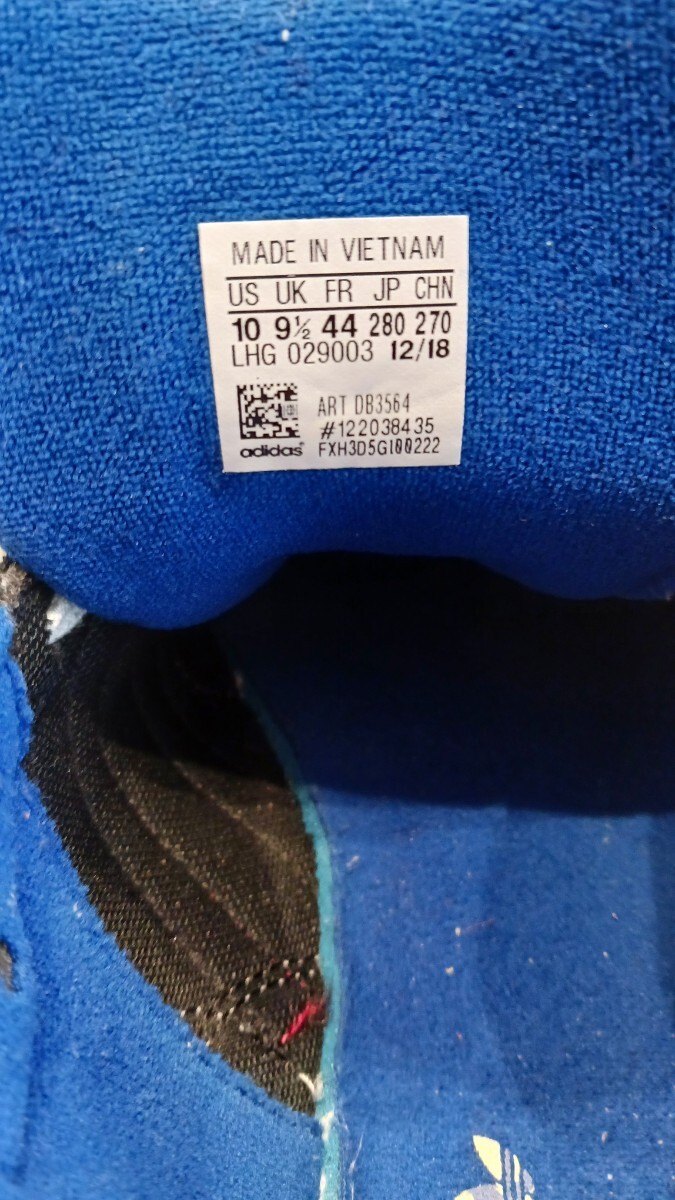 MADE IN VIETNAM
US UK FR JP CHN
10 9½ 44 280 270
LHG 029003 12/18
ART DB3564
#122038435
adidas FXH3D5GI00222